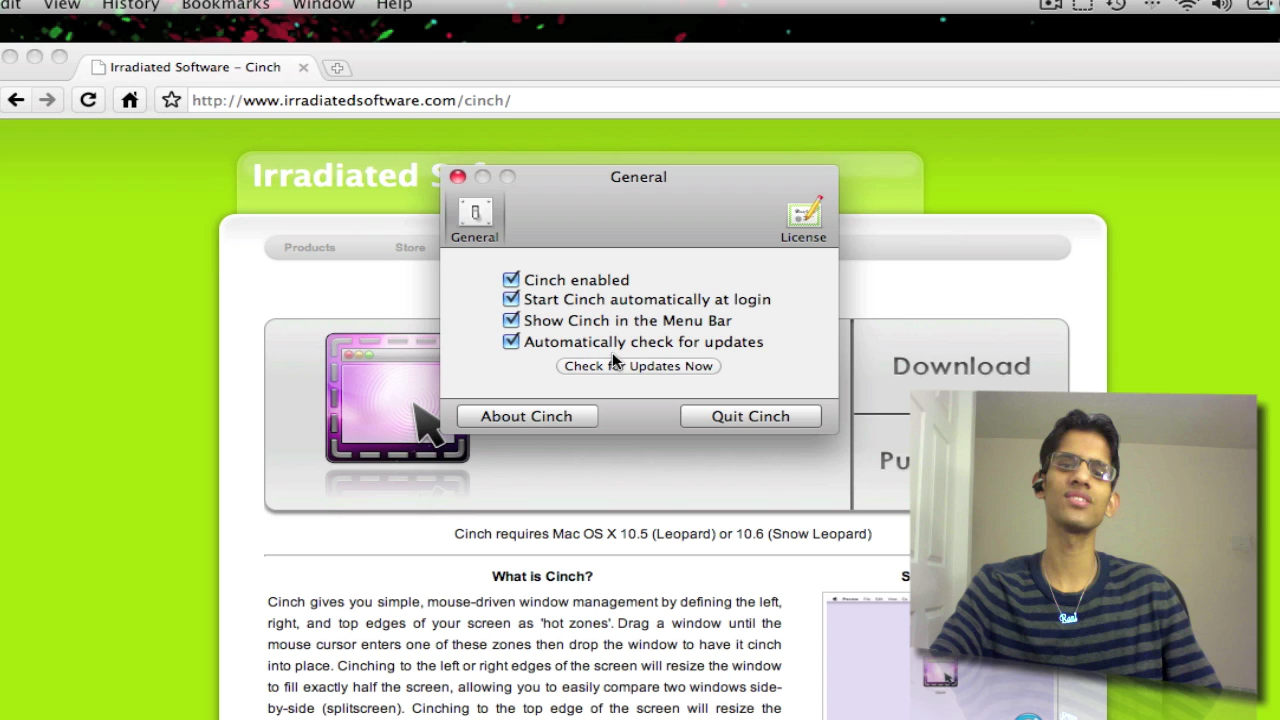 View History Bookmarks Window Help
Irradiated Software – Cinch
http://www.irradiatedsoftware.com/cinch/
Irradiated
General
General
License
Products Store
Cinch enabled
Start Cinch automatically at login
Show Cinch in the Menu Bar
Automatically check for updates
Check for Updates Now
About Cinch
Quit Cinch
Download
Cinch requires Mac OS X 10.5 (Leopard) or 10.6 (Snow Leopard)
What is Cinch?
Cinch gives you simple, mouse-driven window management by defining the left,
right, and top edges of your screen as 'hot zones'. Drag a window until the
mouse cursor enters one of these zones then drop the window to have it cinch
into place. Cinching to the left or right edges of the screen will resize the window
to fill exactly half the screen, allowing you to easily compare two windows side-
by-side (splitscreen). Cinching to the top edge of the screen will resize the